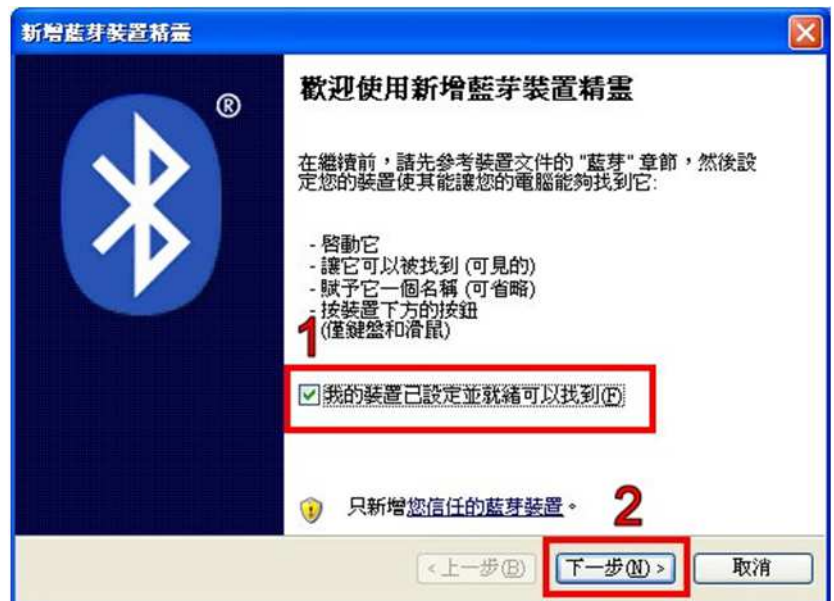 新增藍芽裝置精靈
®
歡迎使用新增藍芽裝置精靈
在繼續前，請先參考裝置文件的 "藍芽" 章節，然後設
定您的裝置使其能讓您的電腦能夠找到它:
- 啓動它
- 讓它可以被找到 (可見的)
- 賦予它一個名稱 (可省略)
- 按裝置下方的按鈕
(僅鍵盤和滑鼠)
1
我的裝置已設定並就緒可以找到(F)
只新增您信任的藍芽裝置。
2
<上一步(B)
下一步(N) >
取消